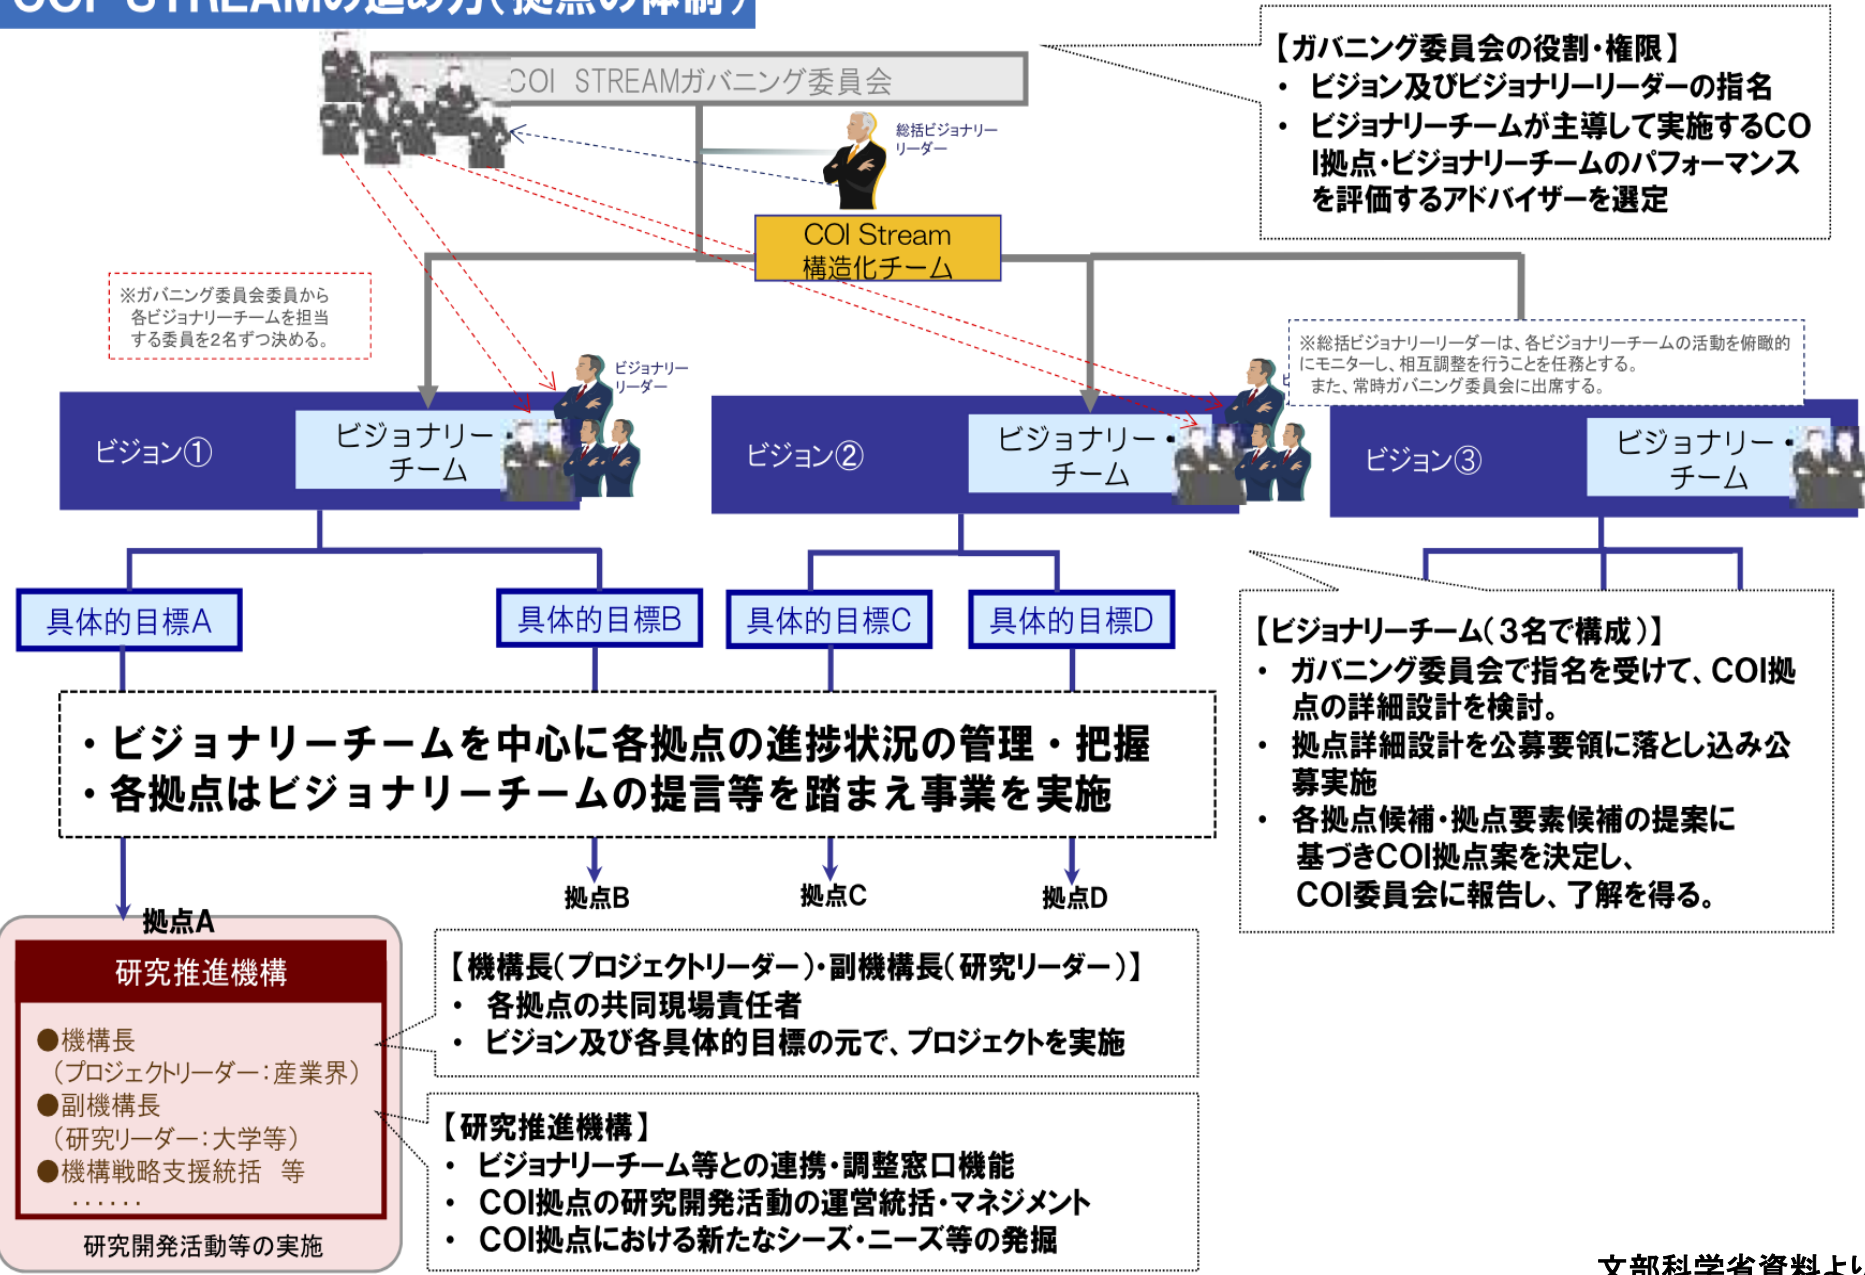 COI STREAMの進め方(拠点の体制)
COI STREAMガバニング委員会
総括ビジョナリー
リーダー
【ガバニング委員会の役割・権限】
・ ビジョン及びビジョナリーリーダーの指名
・ ビジョナリーチームが主導して実施するCO
I拠点・ビジョナリーチームのパフォーマンス
を評価するアドバイザーを選定
COI Stream
構造化チーム
※ガバニング委員会委員から
各ビジョナリーチームを担当
する委員を2名ずつ決める。
※総括ビジョナリーリーダーは、各ビジョナリーチームの活動を俯瞰的
にモニターし、相互調整を行うことを任務とする。
また、常時ガバニング委員会に出席する。
ビジョナリー
リーダー
ビジョン①
ビジョナリー・
チーム
ビジョン②
ビジョナリー・
チーム
ビジョン③
ビジョナリー・
チーム
具体的目標A
具体的目標B
具体的目標C
具体的目標D
・ビジョナリーチームを中心に各拠点の進捗状況の管理・把握
・各拠点はビジョナリーチームの提言等を踏まえ事業を実施
【ビジョナリーチーム(3名で構成)】
・ ガバニング委員会で指名を受けて、COI拠
点の詳細設計を検討。
・ 拠点詳細設計を公募要領に落とし込み公
募実施
・ 各拠点候補・拠点要素候補の提案に
基づきCOI拠点案を決定し、
COI委員会に報告し、了解を得る。
拠点A
拠点B
拠点C
拠点D
研究推進機構
●機構長
(プロジェクトリーダー:産業界)
●副機構長
(研究リーダー:大学等)
●機構戦略支援統括 等
‥‥‥
研究開発活動等の実施
【機構長(プロジェクトリーダー)・副機構長(研究リーダー)】
・ 各拠点の共同現場責任者
・ ビジョン及び各具体的目標の元で、プロジェクトを実施
【研究推進機構】
・ ビジョナリーチーム等との連携・調整窓口機能
・ COI拠点の研究開発活動の運営統括・マネジメント
・ COI拠点における新たなシーズ・ニーズ等の発掘
文部科学省資料より